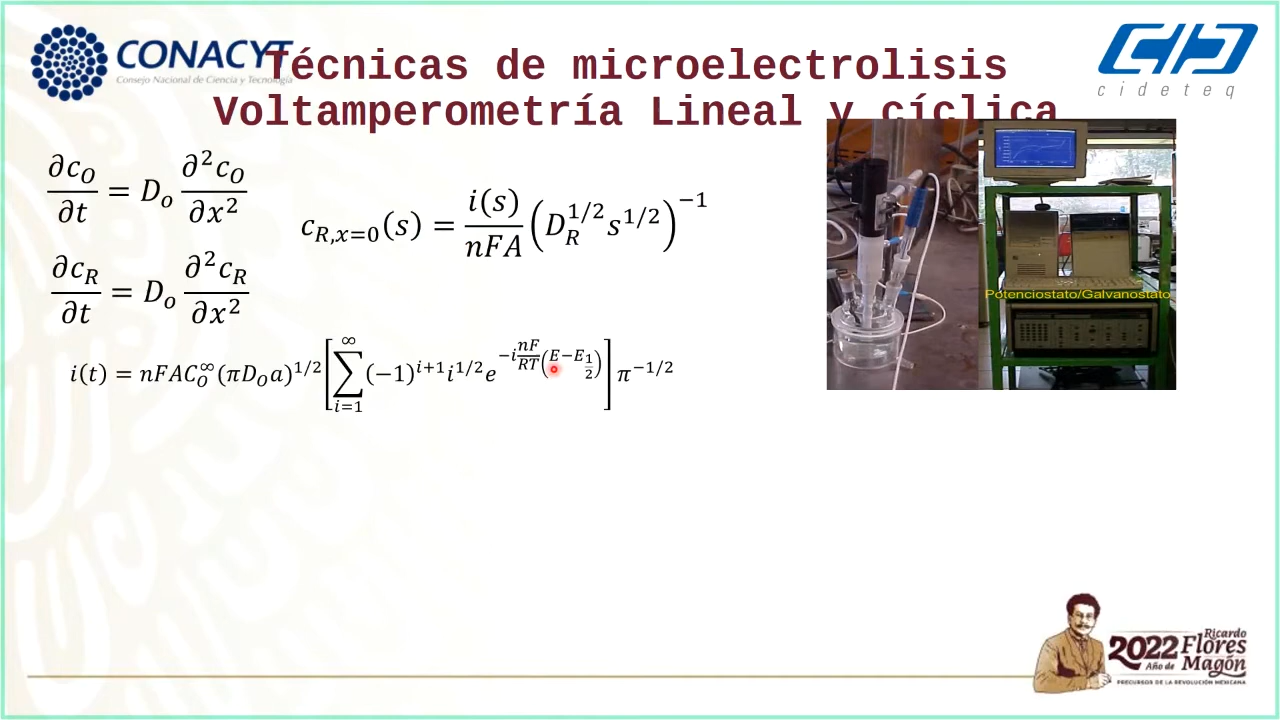 CONACYT
Consejo Nacional de Ciencia y Tecnología
Técnicas de microelectrolisis
Voltamperometría Lineal y cíclica
cideteq
∂c_O/∂t = D_o ∂²c_O/∂x²
c_{R,x=0}(s) = i(s)/nFA (D_R^{1/2} s^{1/2})^{-1}
∂c_R/∂t = D_o ∂²c_R/∂x²
Potenciostato/Galvanostato
i(t) = nFAC_O^∞(πD_O a)^{1/2} [∑_{i=1}^{∞} (−1)^{i+1} i^{1/2} e^{−i nF/RT (E−E_{1/2})}] π^{−1/2}
2022
Año de
Ricardo
Flores
Magón
PRECURSOR DE LA REVOLUCIÓN MEXICANA